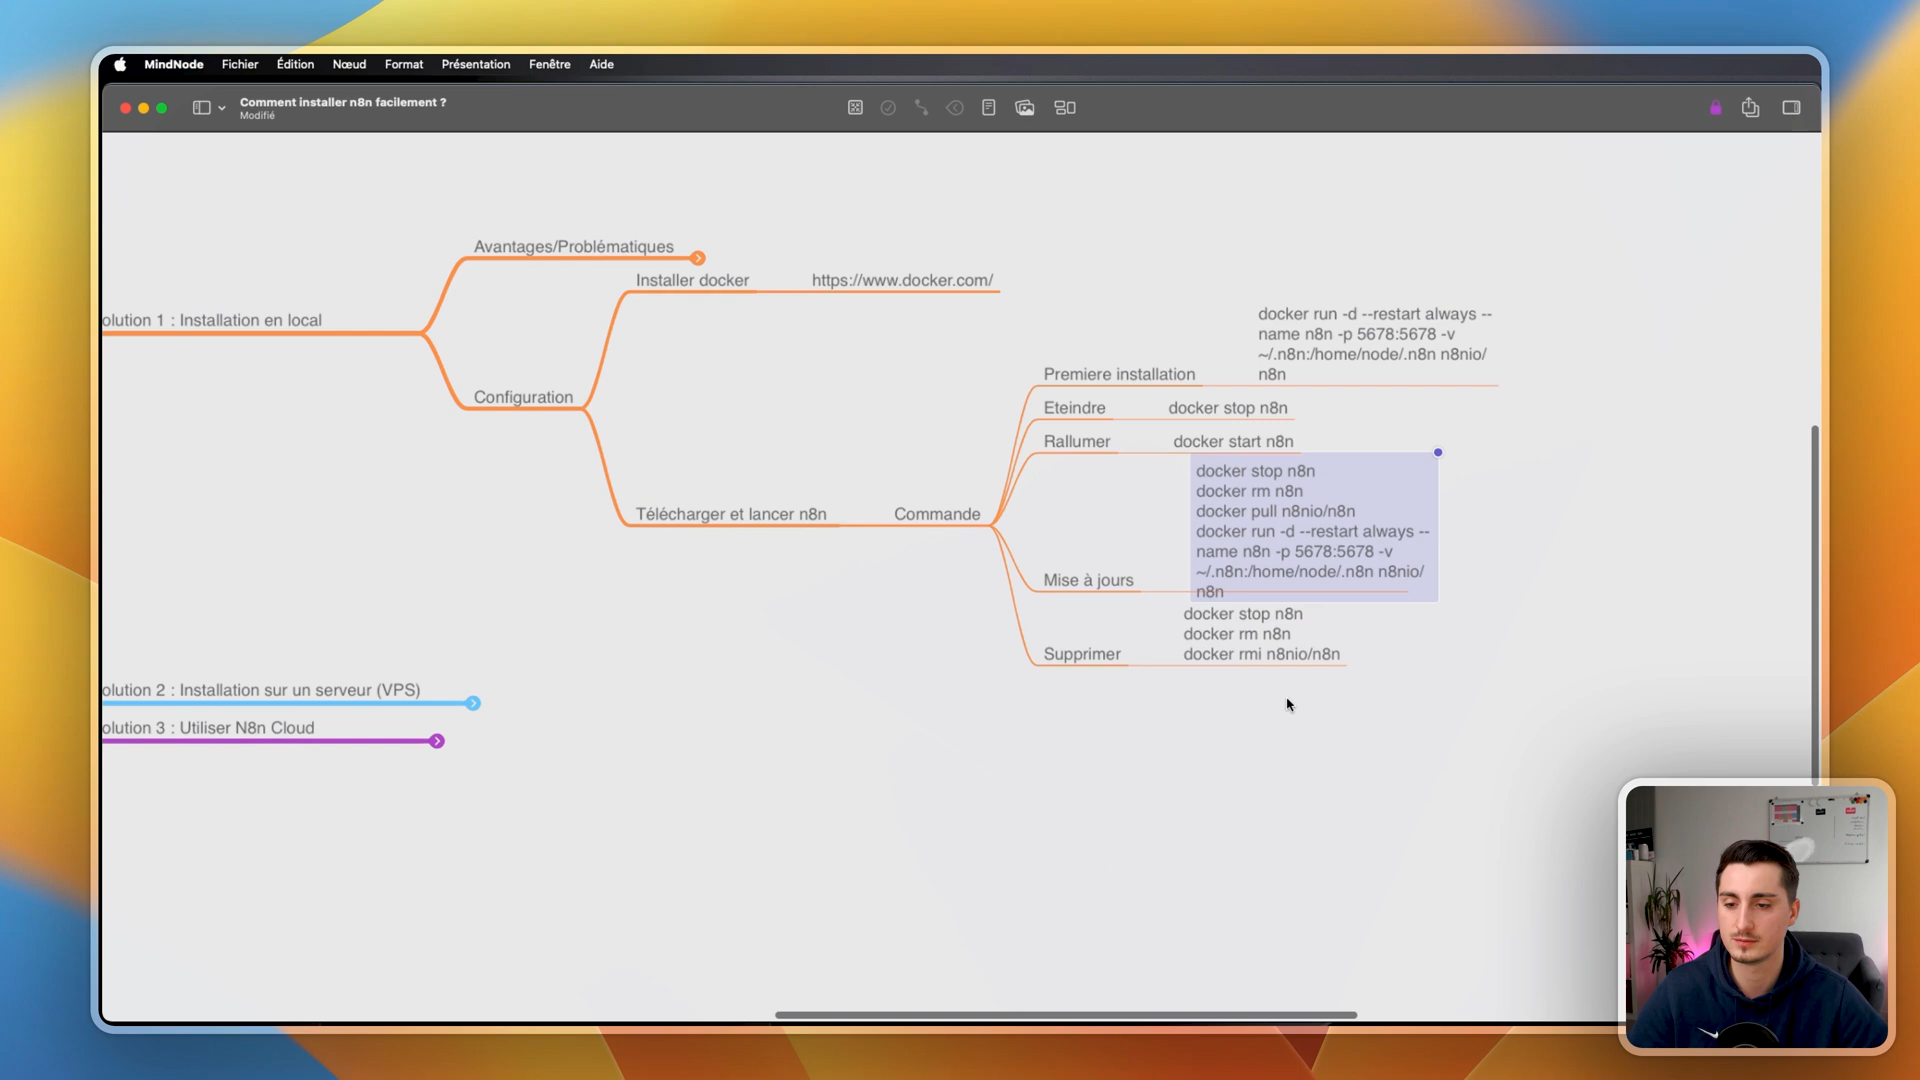 MindNode Fichier Édition Nœud Format Présentation Fenêtre Aide
Comment installer n8n facilement ?
Modifié
Avantages/Problématiques
Installer docker
https://www.docker.com/
olution 1 : Installation en local
Configuration
docker run -d --restart always --
name n8n -p 5678:5678 -v
~/.n8n:/home/node/.n8n n8nio/
n8n
Premiere installation
Eteindre
docker stop n8n
Rallumer
docker start n8n
Télécharger et lancer n8n
Commande
docker stop n8n
docker rm n8n
docker pull n8nio/n8n
docker run -d --restart always --
name n8n -p 5678:5678 -v
~/.n8n:/home/node/.n8n n8nio/
n8n
Mise à jours
docker stop n8n
docker rm n8n
docker rmi n8nio/n8n
Supprimer
olution 2 : Installation sur un serveur (VPS)
olution 3 : Utiliser N8n Cloud